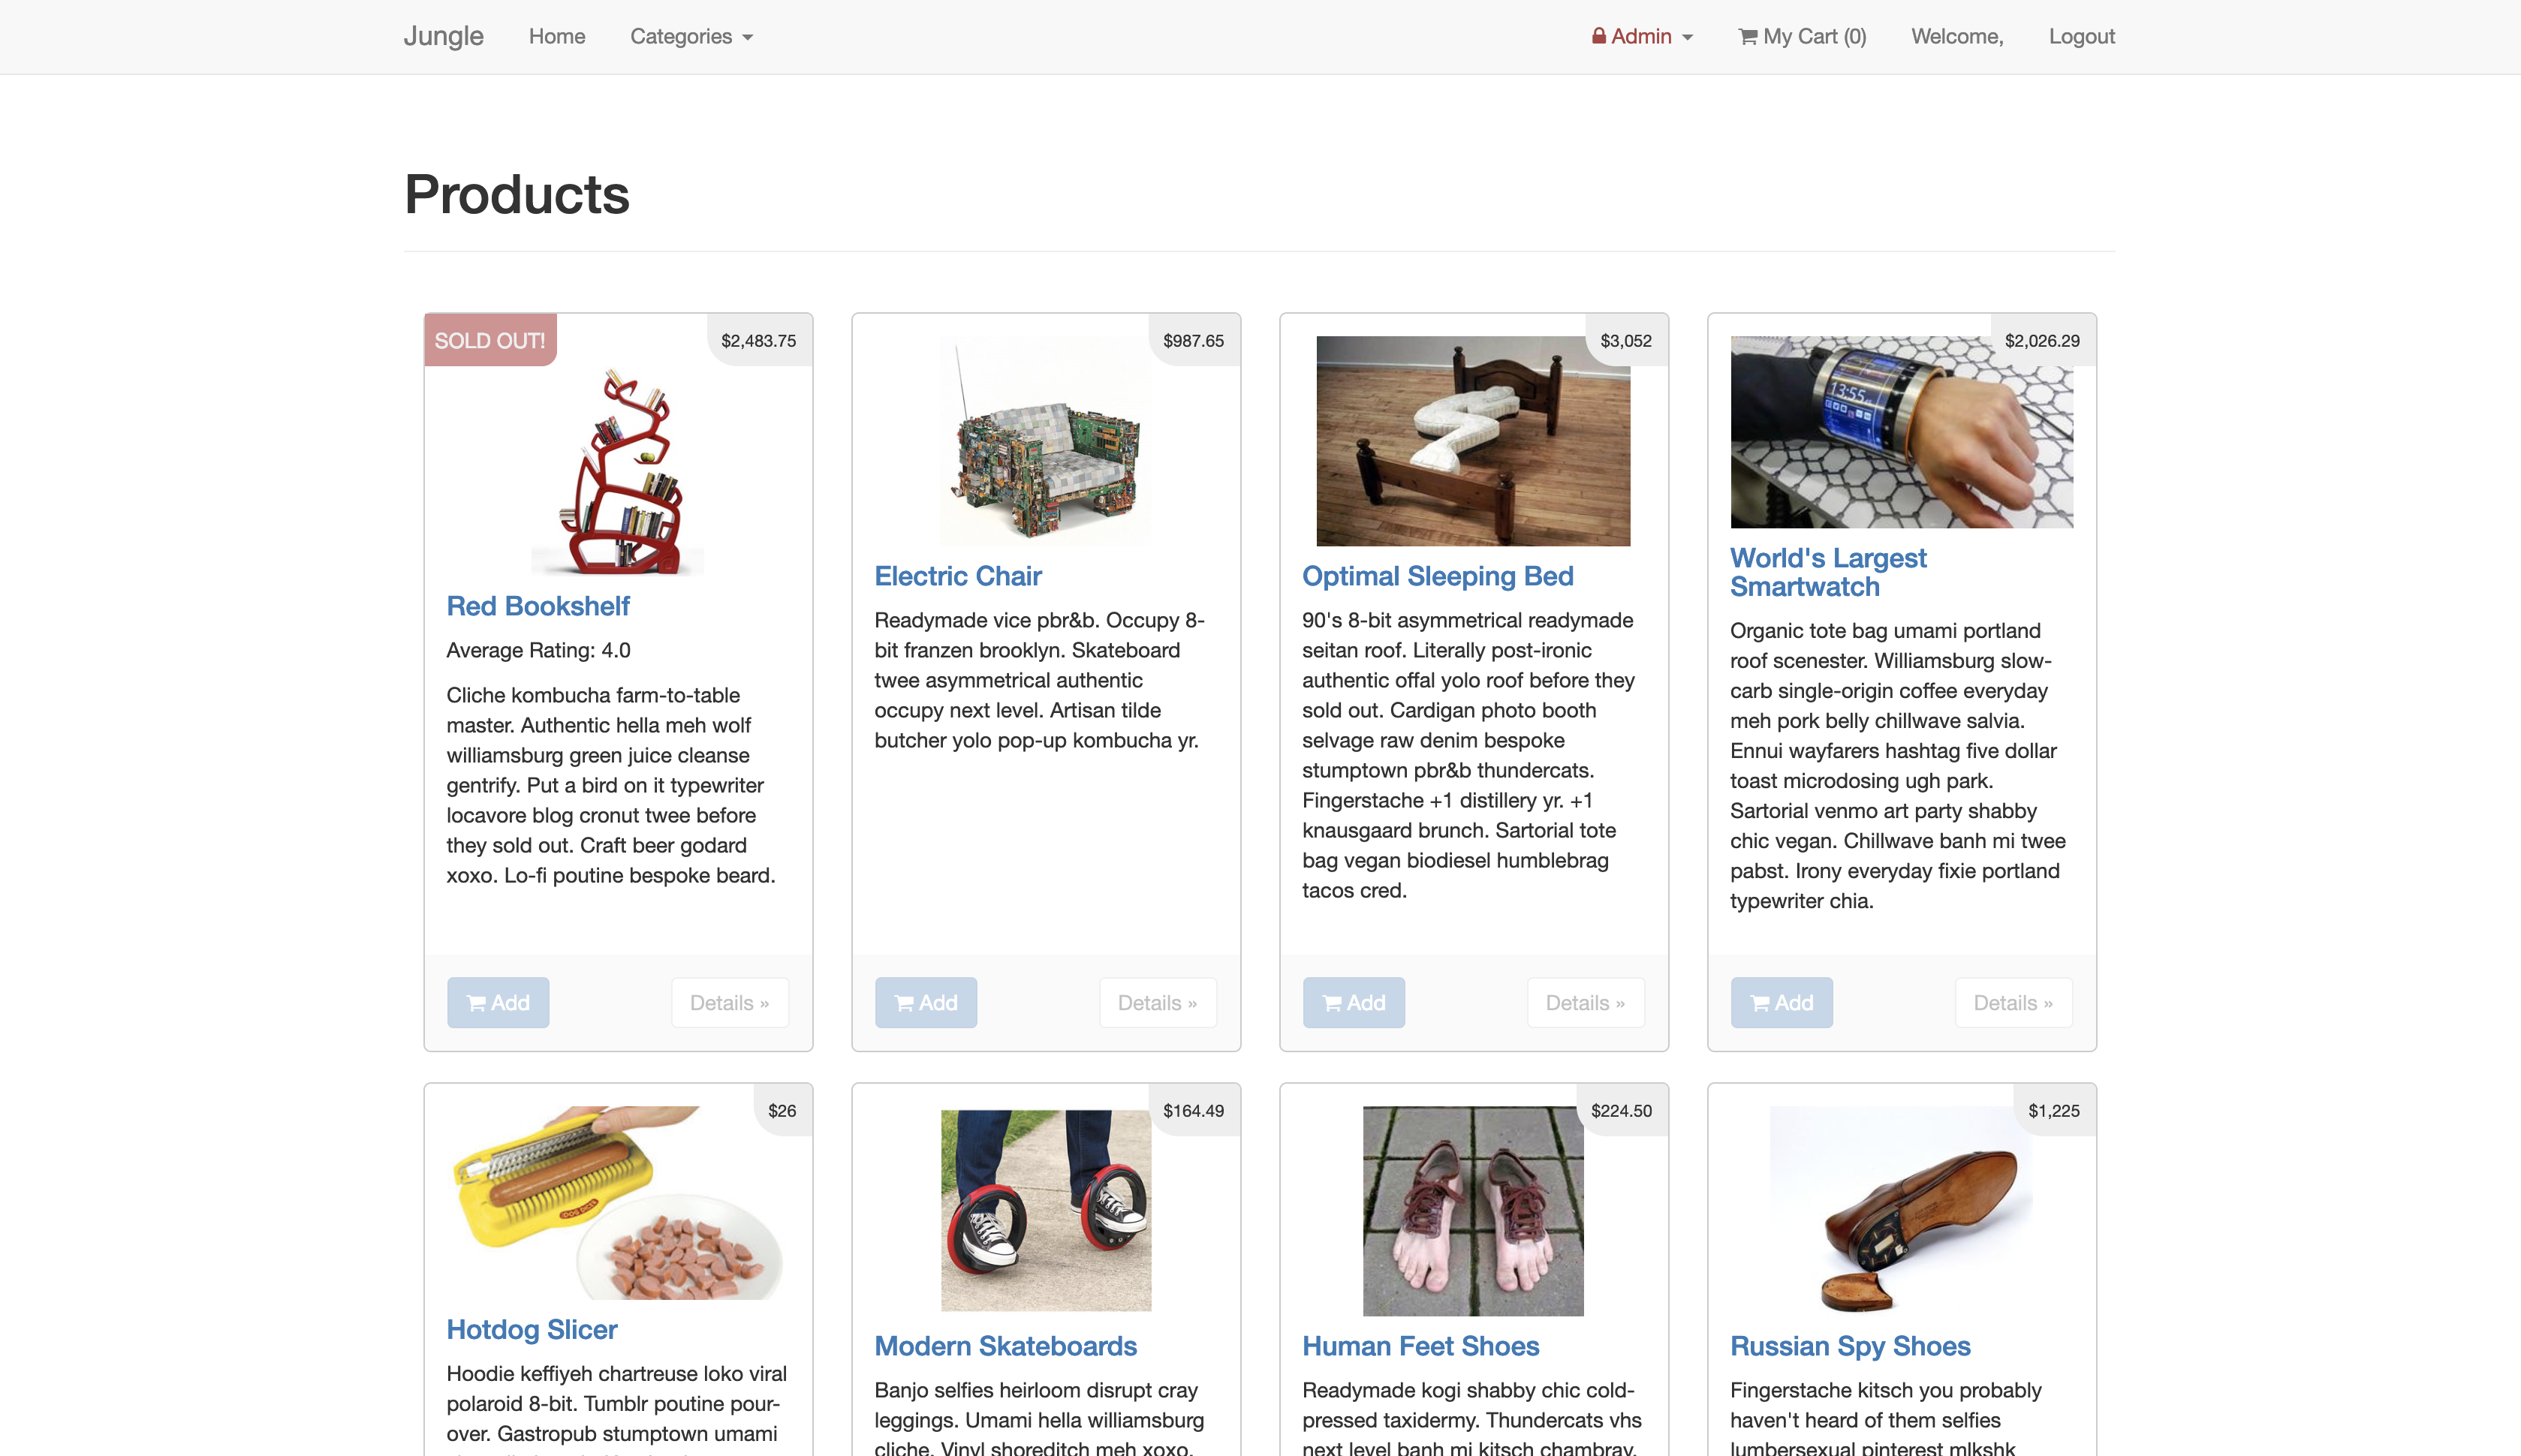 Jungle Home Categories Admin My Cart (0) Welcome, Logout
Products
SOLD OUT!
$2,483.75
Red Bookshelf
Average Rating: 4.0
Cliche kombucha farm-to-table
master. Authentic hella meh wolf
williamsburg green juice cleanse
gentrify. Put a bird on it typewriter
locavore blog cronut twee before
they sold out. Craft beer godard
xoxo. Lo-fi poutine bespoke beard.
Add
Details »
$987.65
Electric Chair
Readymade vice pbr&b. Occupy 8-
bit franzen brooklyn. Skateboard
twee asymmetrical authentic
occupy next level. Artisan tilde
butcher yolo pop-up kombucha yr.
Add
Details »
$3,052
Optimal Sleeping Bed
90's 8-bit asymmetrical readymade
seitan roof. Literally post-ironic
authentic offal yolo roof before they
sold out. Cardigan photo booth
selvage raw denim bespoke
stumptown pbr&b thundercats.
Fingerstache +1 distillery yr. +1
knausgaard brunch. Sartorial tote
bag vegan biodiesel humblebrag
tacos cred.
Add
Details »
$2,026.29
13:55
World's Largest
Smartwatch
Organic tote bag umami portland
roof scenester. Williamsburg slow-
carb single-origin coffee everyday
meh pork belly chillwave salvia.
Ennui wayfarers hashtag five dollar
toast microdosing ugh park.
Sartorial venmo art party shabby
chic vegan. Chillwave banh mi twee
pabst. Irony everyday fixie portland
typewriter chia.
Add
Details »
$26
Hotdog Slicer
Hoodie keffiyeh chartreuse loko viral
polaroid 8-bit. Tumblr poutine pour-
over. Gastropub stumptown umami
$164.49
Modern Skateboards
Banjo selfies heirloom disrupt cray
leggings. Umami hella williamsburg
cliche. Vinyl shoreditch meh xoxo.
$224.50
Human Feet Shoes
Readymade kogi shabby chic cold-
pressed taxidermy. Thundercats vhs
next level banh mi kitsch chambray.
$1,225
Russian Spy Shoes
Fingerstache kitsch you probably
haven't heard of them selfies
lumbersexual pinterest mlkshk